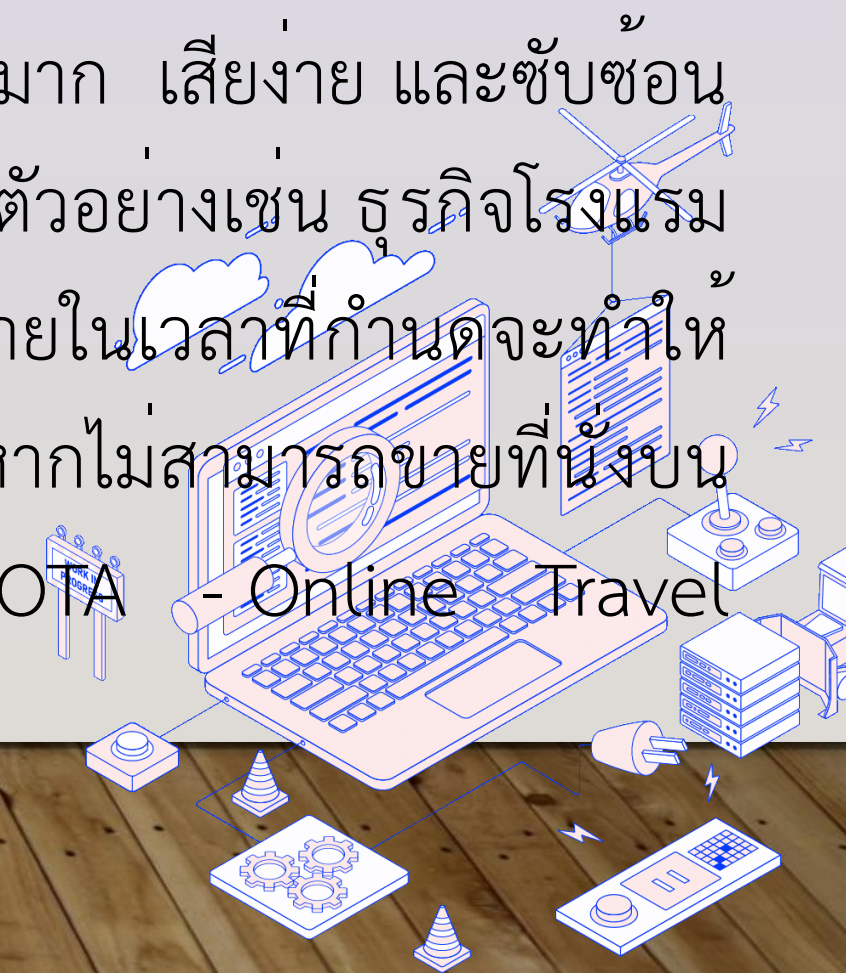 มาก เสียง่าย และซับซ้อน
ตัวอย่างเช่น ธุรกิจโรงแรม
ายในเวลาที่กำนดจะทำให้
หากไม่สามารถขายที่นั่งบน
OTA - Online Travel
WORK IN
PROGRE